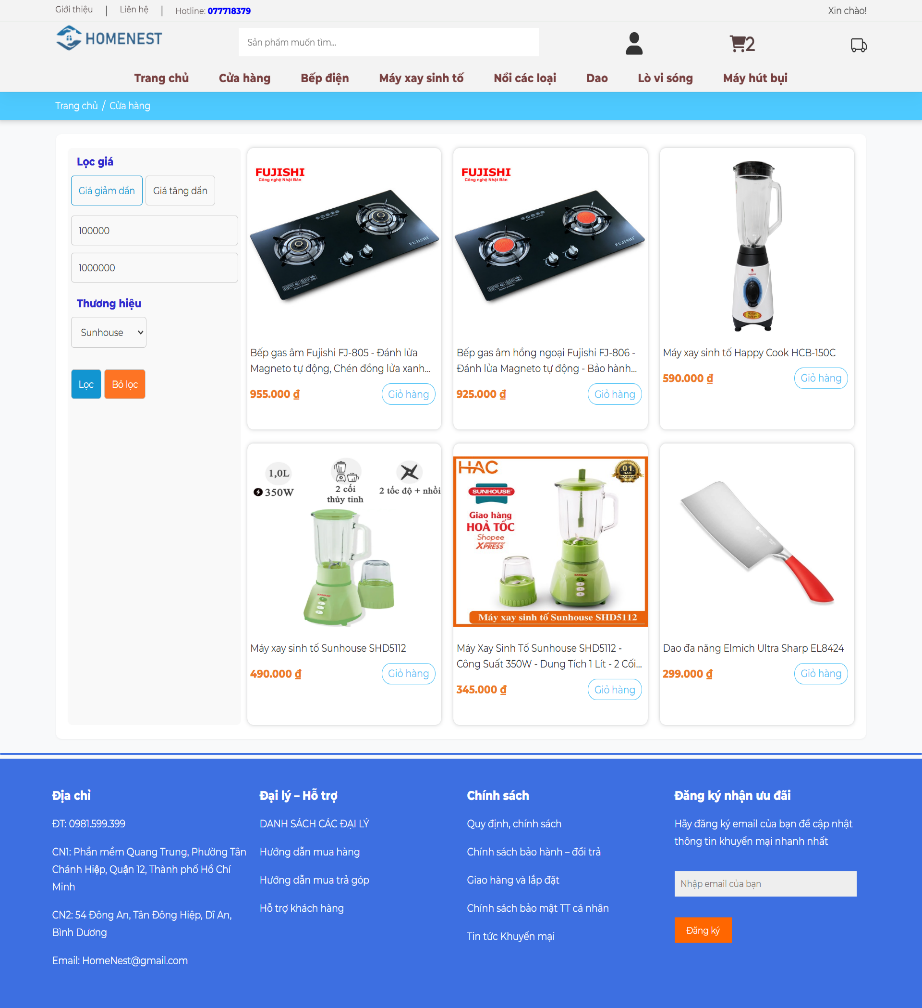 Giới thiệu | Liên hệ | Hotline: 077718379
Xin chào!
HOMENEST
Sản phẩm muốn tìm...
2
Trang chủ
Cửa hàng
Bếp điện
Máy xay sinh tố
Nồi các loại
Dao
Lò vi sóng
Máy hút bụi
Trang chủ / Cửa hàng
Lọc giá
Giá giảm dần
Giá tăng dần
100000
1000000
Thương hiệu
Sunhouse
Lọc
Bỏ lọc
FUJISHI
Công nghệ Nhật Bản
FUJISHI
Bếp gas âm Fujishi FJ-805 - Đánh lửa
Magneto tự động, Chén đồng lửa xanh...
955.000 ₫
Giỏ hàng
FUJISHI
Công nghệ Nhật Bản
FUJISHI
Bếp gas âm hồng ngoại Fujishi FJ-806 -
Đánh lửa Magneto tự động - Bảo hành...
925.000 ₫
Giỏ hàng
Máy xay sinh tố Happy Cook HCB-150C
590.000 ₫
Giỏ hàng
1,0L
350W
2 cối
thủy tinh
2 tốc độ + nhồi
Máy xay sinh tố Sunhouse SHD5112
490.000 ₫
Giỏ hàng
HAC
SUNHOUSE
Giao hàng
HOẢ TỐC
Shopee
XPRESS
Máy xay sinh tố Sunhouse SHD5112
Máy Xay Sinh Tố Sunhouse SHD5112 -
Công Suất 350W - Dung Tích 1 Lít - 2 Cối...
345.000 ₫
Giỏ hàng
Dao đa năng Elmich Ultra Sharp EL8424
299.000 ₫
Giỏ hàng
Địa chỉ
ĐT: 0981.599.399
CN1: Phần mềm Quang Trung, Phường Tân
Chánh Hiệp, Quận 12, Thành phố Hồ Chí
Minh
CN2: 54 Đông An, Tân Đông Hiệp, Dĩ An,
Bình Dương
Email: HomeNest@gmail.com
Đại lý – Hỗ trợ
DANH SÁCH CÁC ĐẠI LÝ
Hướng dẫn mua hàng
Hướng dẫn mua trả góp
Hỗ trợ khách hàng
Chính sách
Quy định, chính sách
Chính sách bảo hành – đổi trả
Giao hàng và lắp đặt
Chính sách bảo mật TT cá nhân
Tin tức Khuyến mại
Đăng ký nhận ưu đãi
Hãy đăng ký email của bạn để cập nhật
thông tin khuyến mại nhanh nhất
Nhập email của bạn
Đăng ký